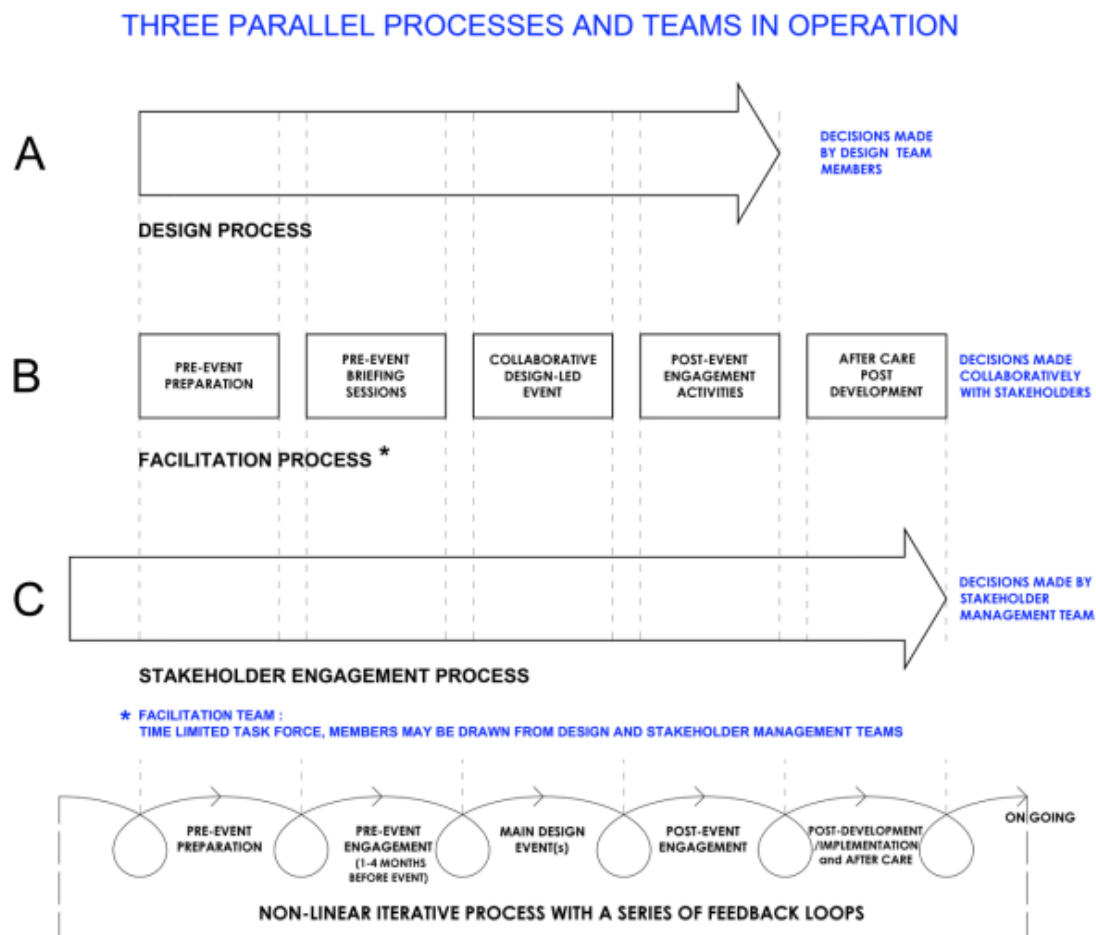 THREE PARALLEL PROCESSES AND TEAMS IN OPERATION
A
DECISIONS MADE
BY DESIGN TEAM
MEMBERS
DESIGN PROCESS
B
PRE-EVENT
PREPARATION
PRE-EVENT
BRIEFING
SESSIONS
COLLABORATIVE
DESIGN-LED
EVENT
POST-EVENT
ENGAGEMENT
ACTIVITIES
AFTER CARE
POST
DEVELOPMENT
DECISIONS MADE
COLLABORATIVELY
WITH STAKEHOLDERS
FACILITATION PROCESS *
C
DECISIONS MADE BY
STAKEHOLDER
MANAGEMENT TEAM
STAKEHOLDER ENGAGEMENT PROCESS
* FACILITATION TEAM :
TIME LIMITED TASK FORCE, MEMBERS MAY BE DRAWN FROM DESIGN AND STAKEHOLDER MANAGEMENT TEAMS
PRE-EVENT
PREPARATION
PRE-EVENT
ENGAGEMENT
(1-4 MONTHS
BEFORE EVENT)
MAIN DESIGN
EVENT(s)
POST-EVENT
ENGAGEMENT
POST-DEVELOPMENT
/IMPLEMENTATION
and AFTER CARE
ON GOING
NON-LINEAR ITERATIVE PROCESS WITH A SERIES OF FEEDBACK LOOPS